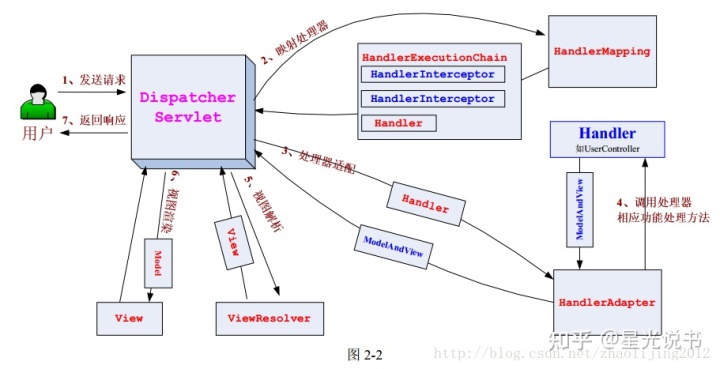 2、映射处理器
HandlerExecutionChain
HandlerInterceptor
HandlerInterceptor
Handler
HandlerMapping
1、发送请求
Dispatcher
Servlet
用户
7、返回响应
3、处理器适配
Handler
如UserController
Handler
ModelAndView
ModelAndView
4、调用处理器
相应功能处理方法
6、视图渲染
5、视图解析
View
Model
View
ViewResolver
HandlerAdapter
图 2-2
知乎 @星光说书
http://blog.csdn.net/zhaolijing2012